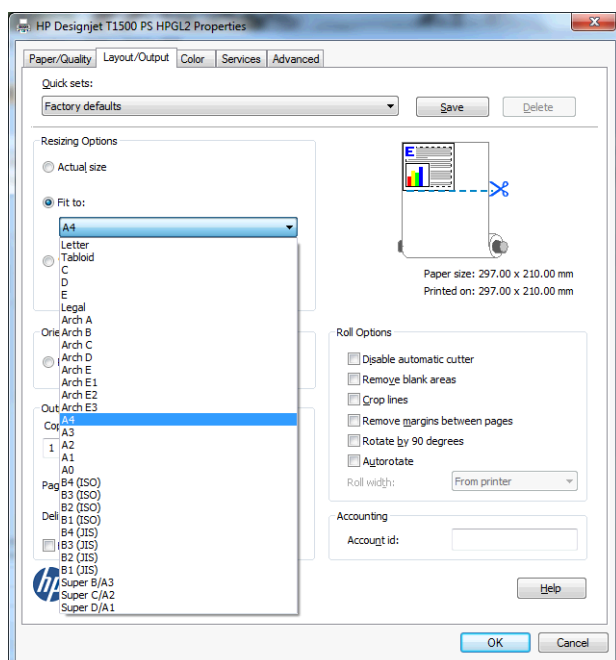 HP Designjet T1500 PS HPGL2 Properties
Paper/Quality Layout/Output Color Services Advanced
Quick sets:
Factory defaults Save Delete
Resizing Options
Actual size
Fit to:
A4
Letter
Tabloid
C
D
E
Legal
Arch A
Arch B
Arch C
Arch D
Arch E
Arch E1
Arch E2
Arch E3
A4
A3
A2
A1
A0
B4 (ISO)
B3 (ISO)
B2 (ISO)
B1 (ISO)
B4 (JIS)
B3 (JIS)
B2 (JIS)
B1 (JIS)
Super B/A3
Super C/A2
Super D/A1
1
E
Paper size: 297.00 x 210.00 mm
Printed on: 297.00 x 210.00 mm
Roll Options
Disable automatic cutter
Remove blank areas
Crop lines
Remove margins between pages
Rotate by 90 degrees
Autorotate
Roll width: From printer
Accounting
Account id:
hp
Help
OK Cancel